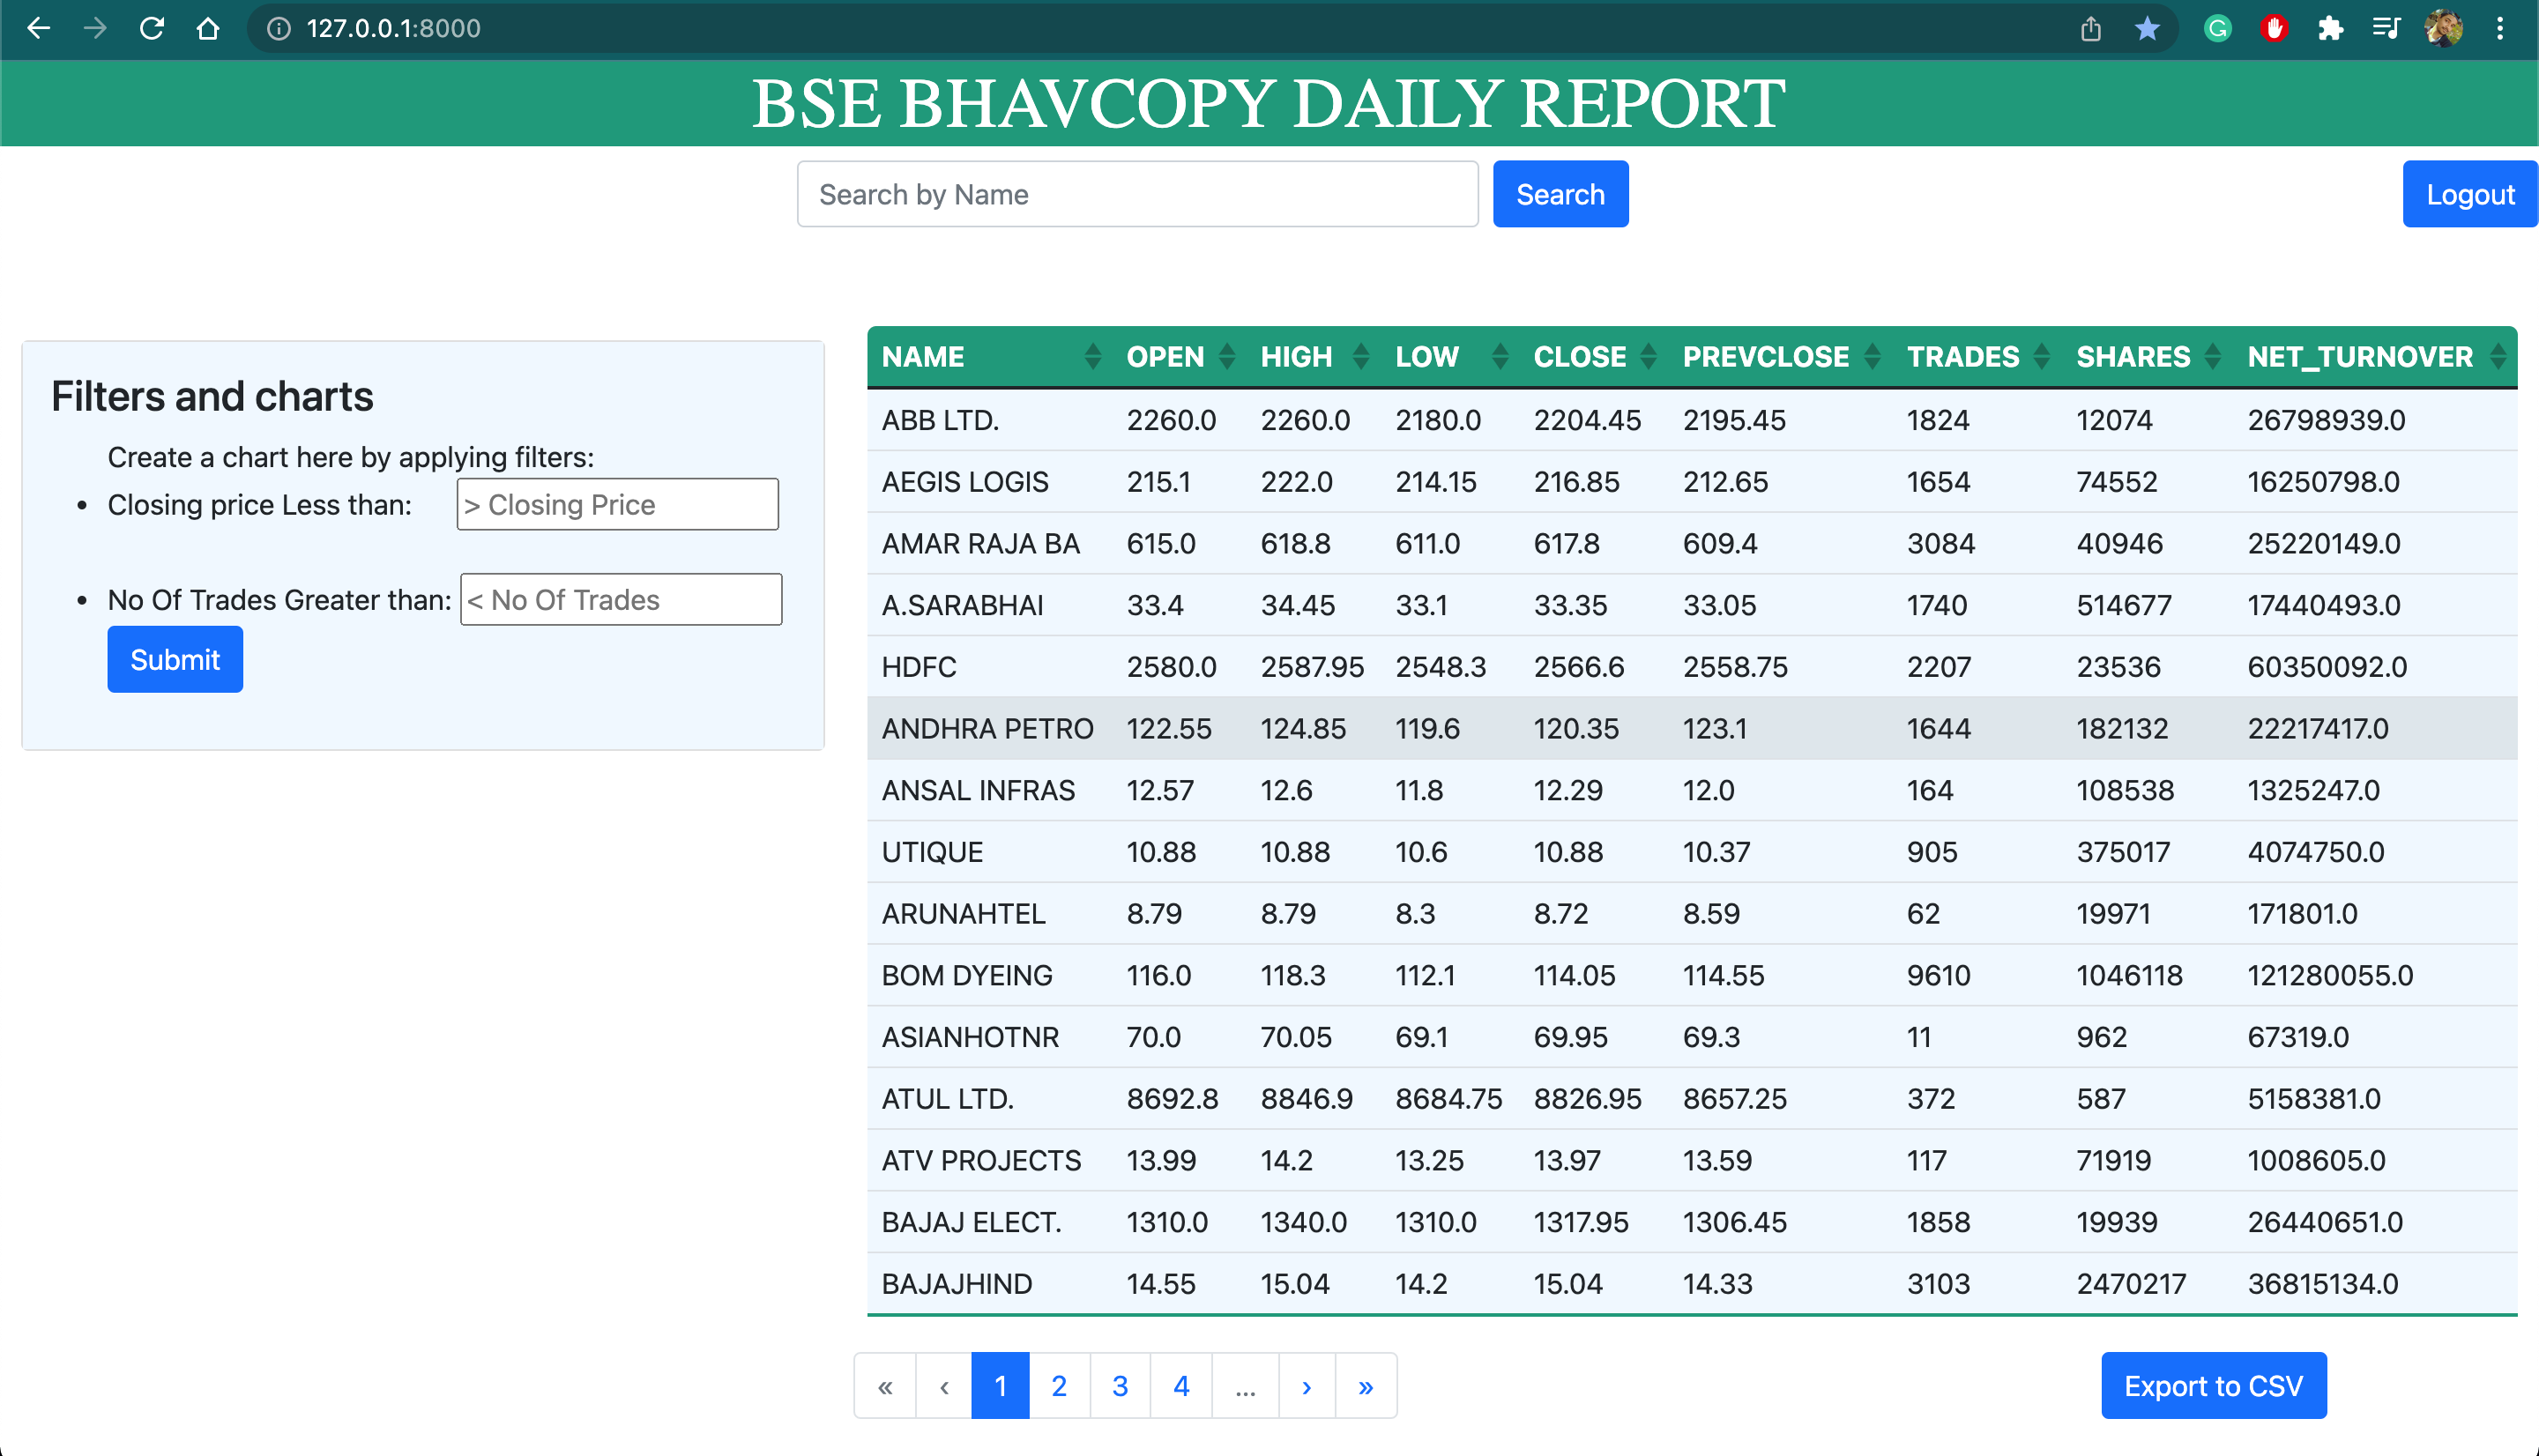 127.0.0.1:8000
BSE BHAVCOPY DAILY REPORT
Search by Name Search Logout
Filters and charts
Create a chart here by applying filters:
• Closing price Less than: > Closing Price
• No Of Trades Greater than: < No Of Trades
Submit
NAME OPEN HIGH LOW CLOSE PREVCLOSE TRADES SHARES NET_TURNOVER
ABB LTD. 2260.0 2260.0 2180.0 2204.45 2195.45 1824 12074 26798939.0
AEGIS LOGIS 215.1 222.0 214.15 216.85 212.65 1654 74552 16250798.0
AMAR RAJA BA 615.0 618.8 611.0 617.8 609.4 3084 40946 25220149.0
A.SARABHAI 33.4 34.45 33.1 33.35 33.05 1740 514677 17440493.0
HDFC 2580.0 2587.95 2548.3 2566.6 2558.75 2207 23536 60350092.0
ANDHRA PETRO 122.55 124.85 119.6 120.35 123.1 1644 182132 22217417.0
ANSAL INFRAS 12.57 12.6 11.8 12.29 12.0 164 108538 1325247.0
UTIQUE 10.88 10.88 10.6 10.88 10.37 905 375017 4074750.0
ARUNAHTEL 8.79 8.79 8.3 8.72 8.59 62 19971 171801.0
BOM DYEING 116.0 118.3 112.1 114.05 114.55 9610 1046118 121280055.0
ASIANHOTNR 70.0 70.05 69.1 69.95 69.3 11 962 67319.0
ATUL LTD. 8692.8 8846.9 8684.75 8826.95 8657.25 372 587 5158381.0
ATV PROJECTS 13.99 14.2 13.25 13.97 13.59 117 71919 1008605.0
BAJAJ ELECT. 1310.0 1340.0 1310.0 1317.95 1306.45 1858 19939 26440651.0
BAJAJHIND 14.55 15.04 14.2 15.04 14.33 3103 2470217 36815134.0
« ‹ 1 2 3 4 ... › » Export to CSV